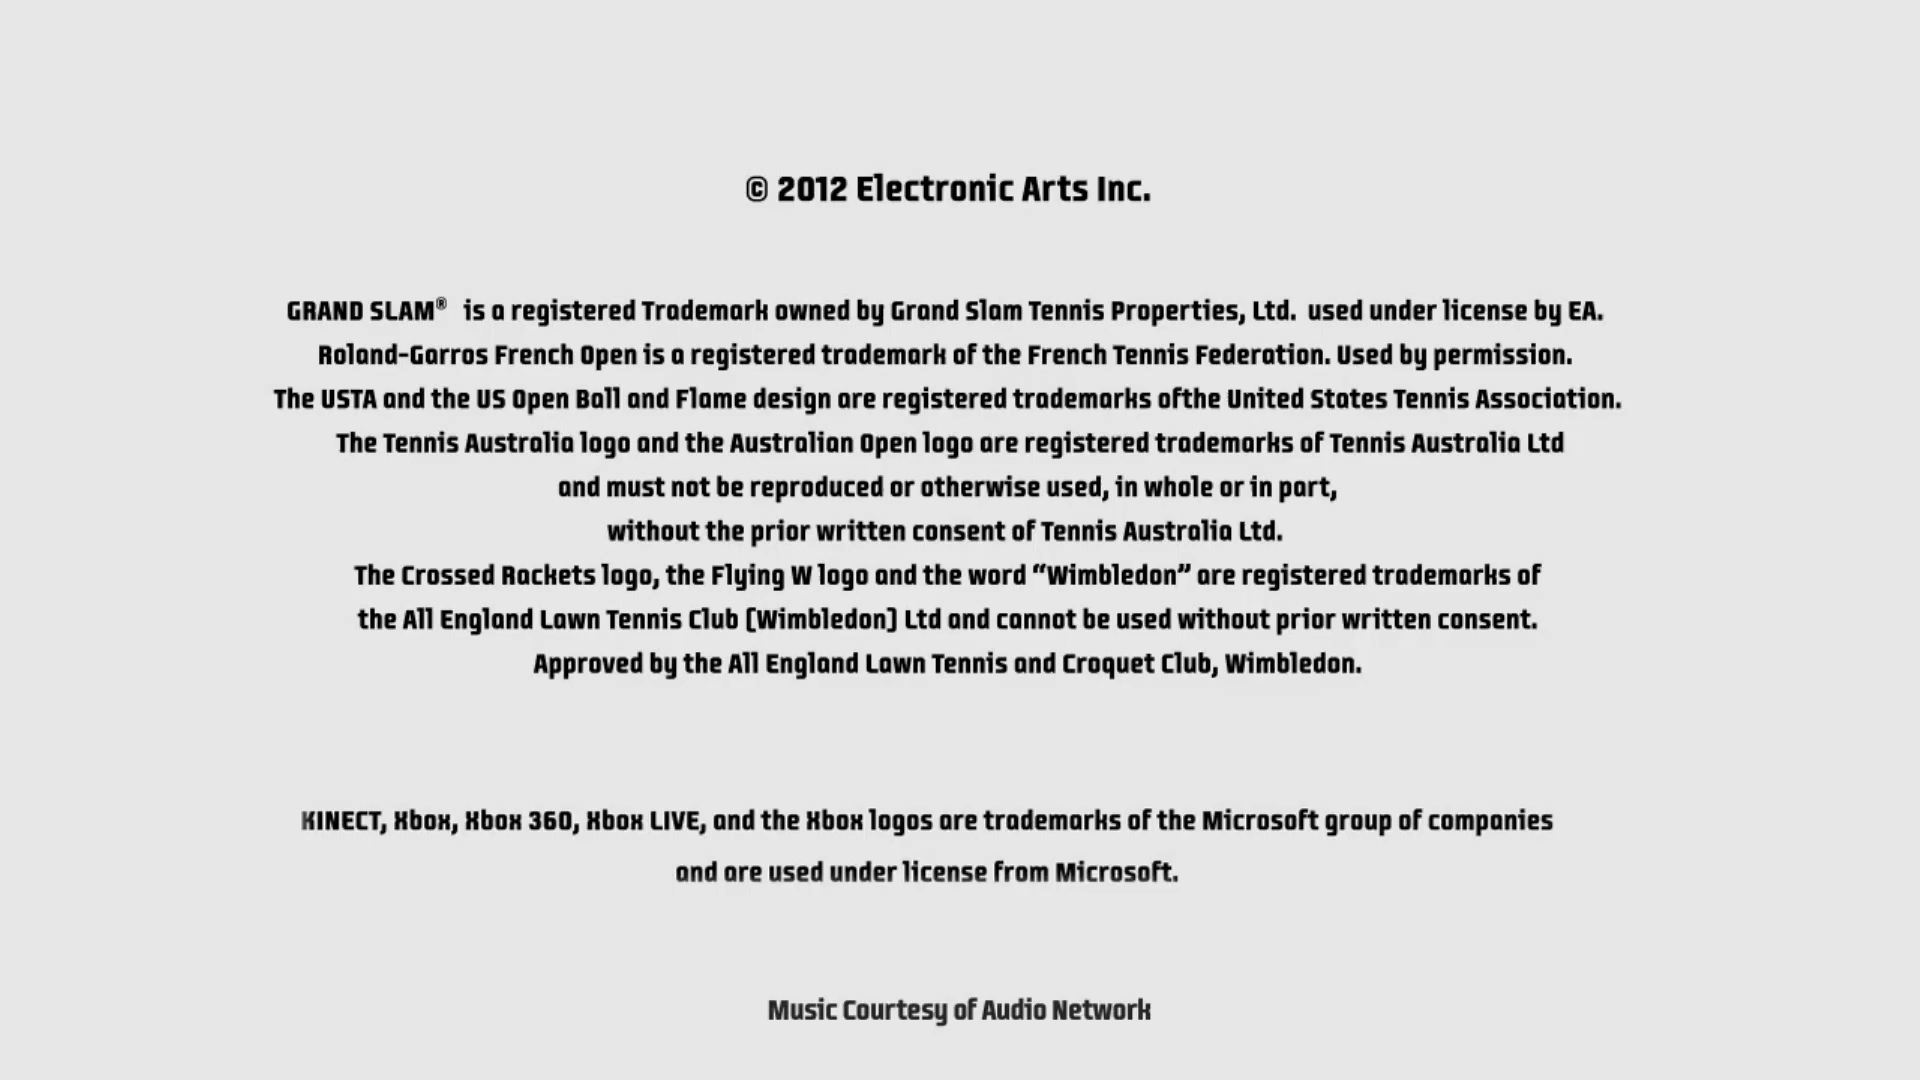 © 2012 Electronic Arts Inc.
GRAND SLAM® is a registered Trademark owned by Grand Slam Tennis Properties, Ltd. used under license by EA.
Roland-Garros French Open is a registered trademark of the French Tennis Federation. Used by permission.
The USTA and the US Open Ball and Flame design are registered trademarks ofthe United States Tennis Association.
The Tennis Australia logo and the Australian Open logo are registered trademarks of Tennis Australia Ltd
and must not be reproduced or otherwise used, in whole or in part,
without the prior written consent of Tennis Australia Ltd.
The Crossed Rackets logo, the Flying W logo and the word “Wimbledon” are registered trademarks of
the All England Lawn Tennis Club (Wimbledon) Ltd and cannot be used without prior written consent.
Approved by the All England Lawn Tennis and Croquet Club, Wimbledon.
KINECT, Xbox, Xbox 360, Xbox LIVE, and the Xbox logos are trademarks of the Microsoft group of companies
and are used under license from Microsoft.
Music Courtesy of Audio Network